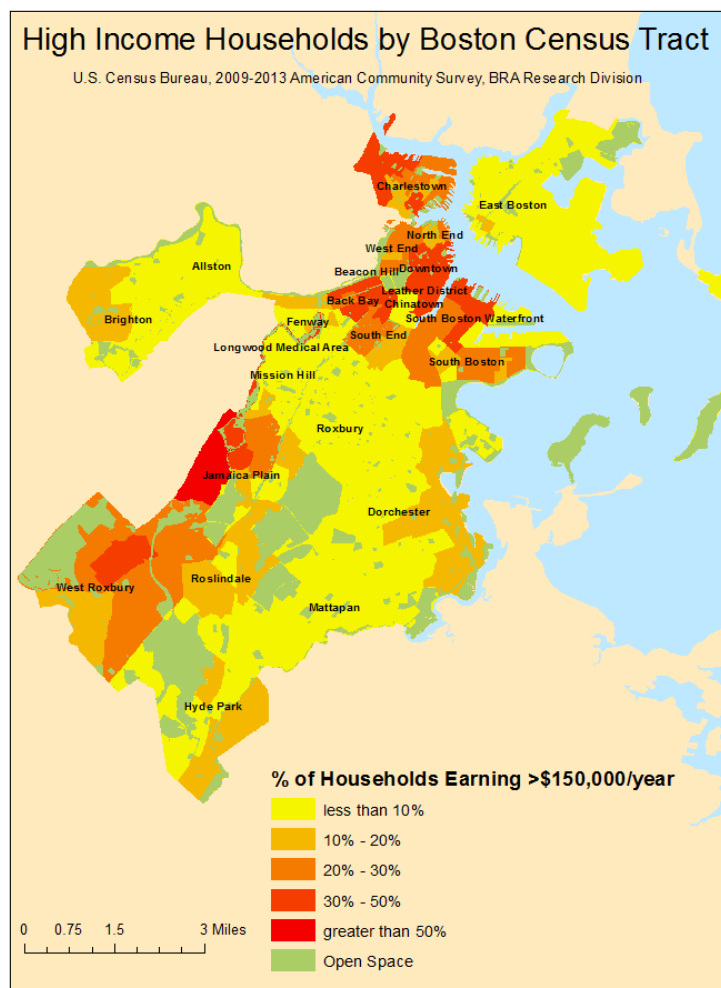 High Income Households by Boston Census Tract
U.S. Census Bureau, 2009-2013 American Community Survey, BRA Research Division
Charlestown
East Boston
North End
West End
Allston
Beacon Hill
Downtown
Leather District
Back Bay
Chinatown
Brighton
Fenway
South Boston Waterfront
South End
Longwood Medical Area
South Boston
Mission Hill
Roxbury
Jamaica Plain
Dorchester
Roslindale
West Roxbury
Mattapan
Hyde Park
% of Households Earning >$150,000/year
less than 10%
10% - 20%
20% - 30%
30% - 50%
greater than 50%
Open Space
0 0.75 1.5 3 Miles